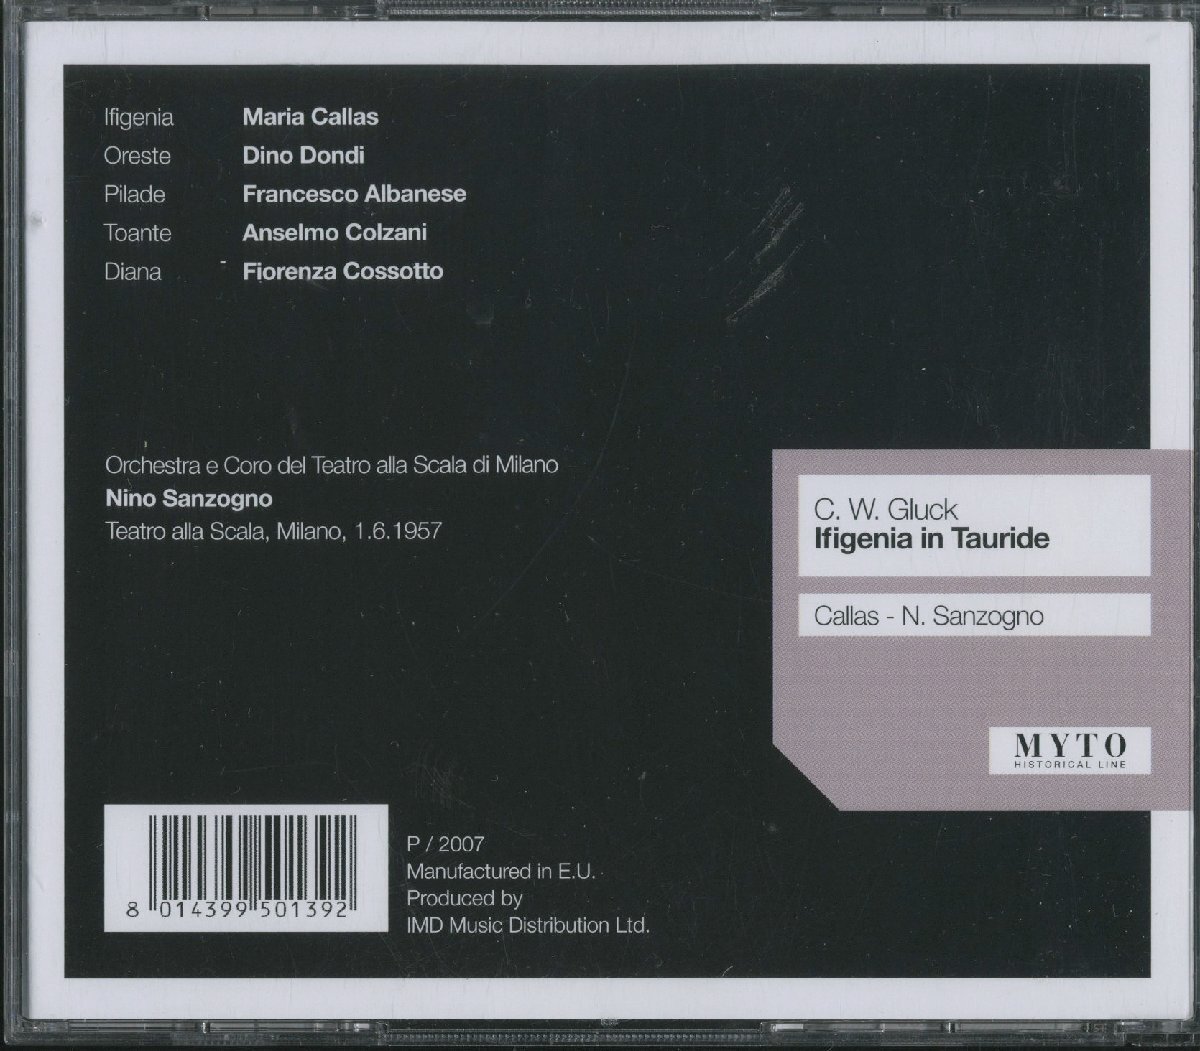 Ifigenia Maria Callas
Oreste Dino Dondi
Pilade Francesco Albanese
Toante Anselmo Colzani
Diana Fiorenza Cossotto
Orchestra e Coro del Teatro alla Scala di Milano
Nino Sanzogno
Teatro alla Scala, Milano, 1.6.1957
C. W. Gluck
Ifigenia in Tauride
Callas - N. Sanzogno
MYTO
HISTORICAL LINE
8 014399 501392
P / 2007
Manufactured in E.U.
Produced by
IMD Music Distribution Ltd.